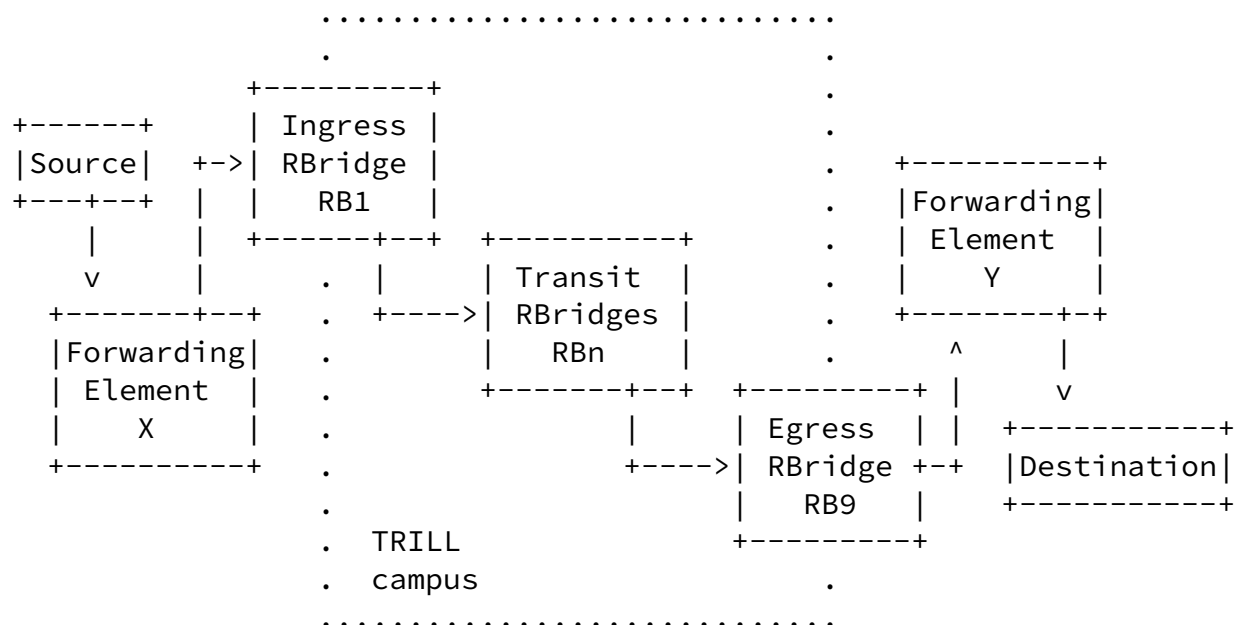 Ingress
Source
RBridge
RB1
Forwarding
Element
Y
Transit
RBridges
RBn
Forwarding
Element
X
Egress
RBridge
RB9
Destination
TRILL
campus